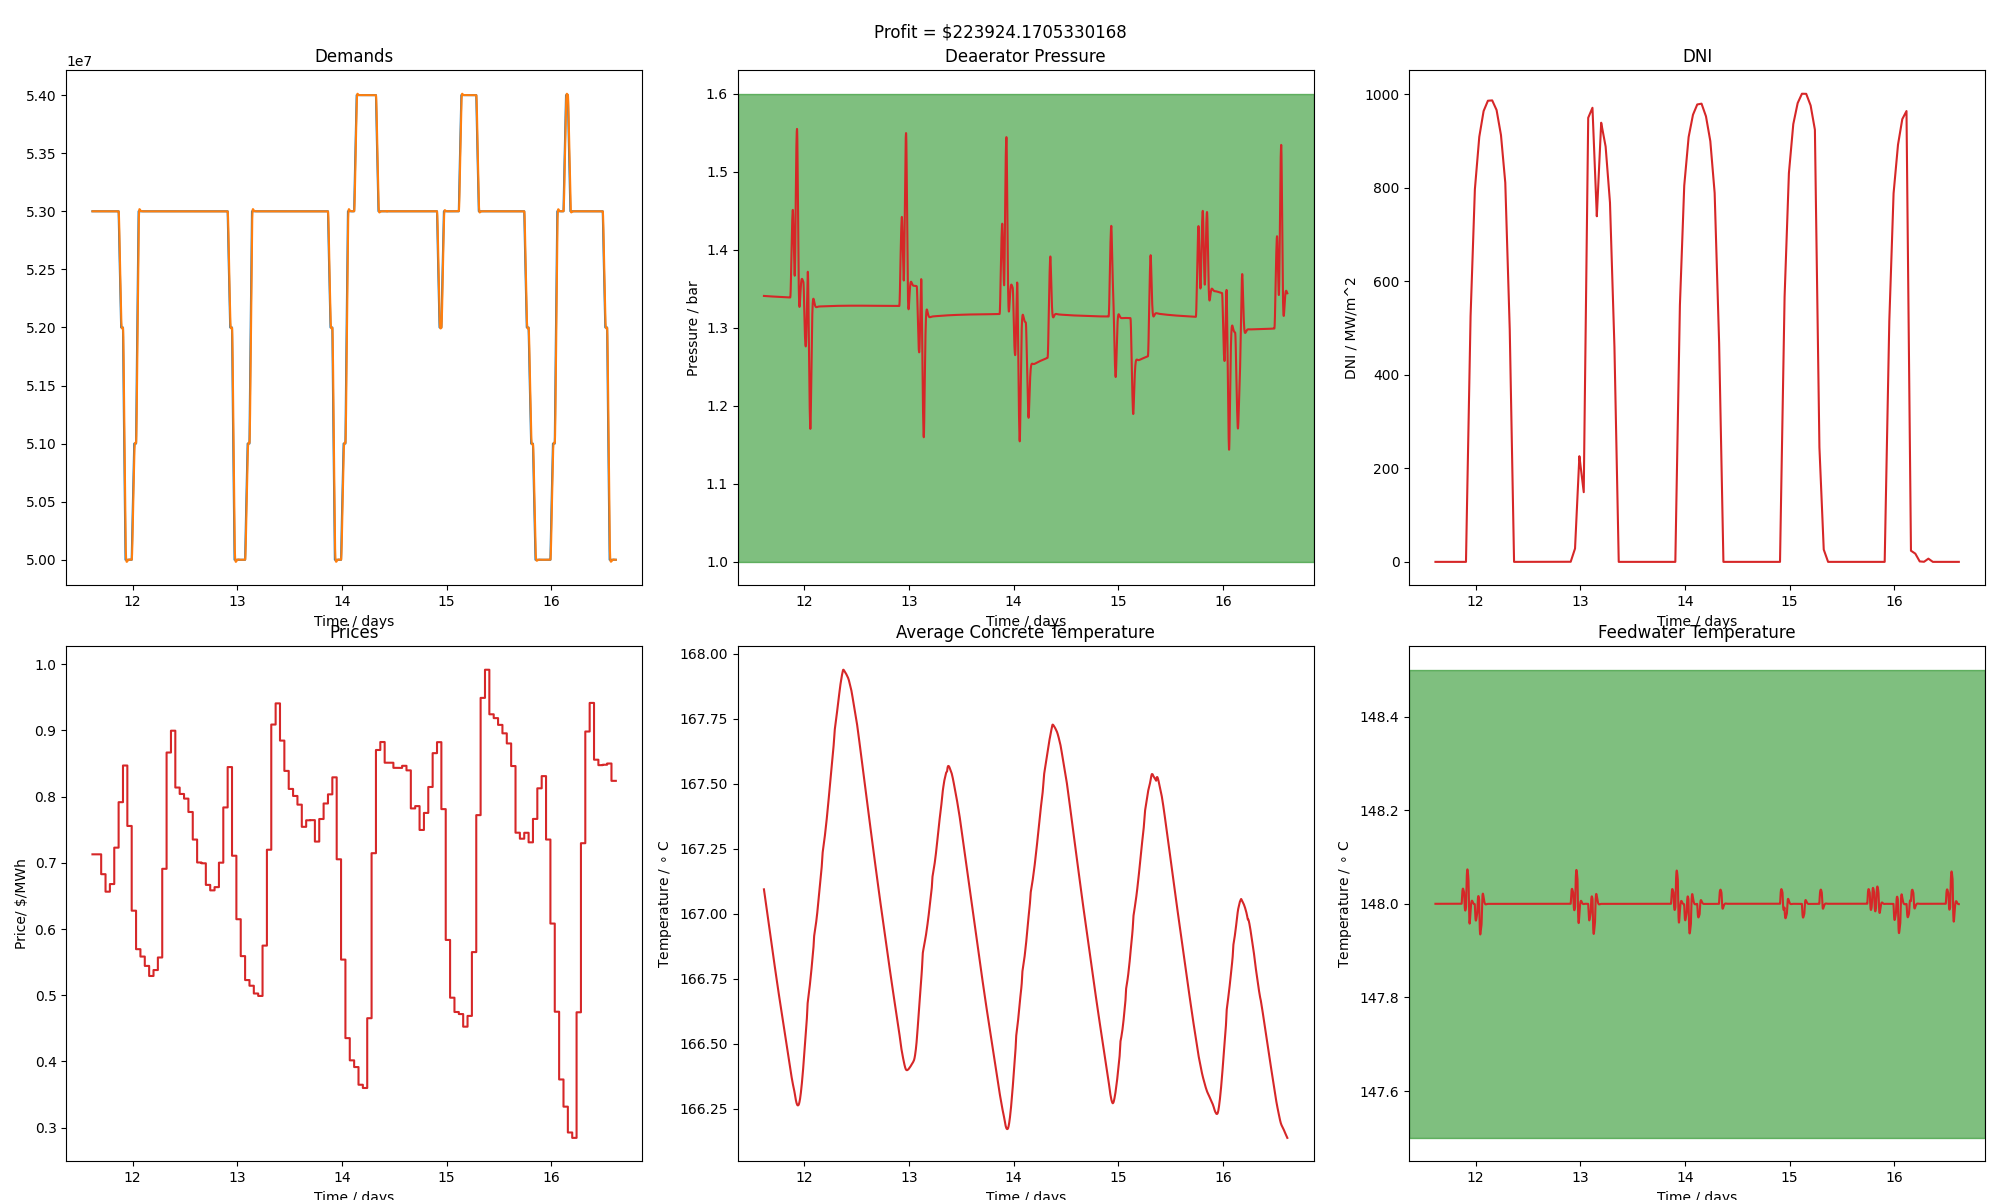 Profit = $223924.1705330168
Demands
1e7
5.40
5.35
5.30
5.25
5.20
5.15
5.10
5.05
5.00
12 13 14 15 16
Time / days
Deaerator Pressure
Pressure / bar
1.6
1.5
1.4
1.3
1.2
1.1
1.0
12 13 14 15 16
Time / days
DNI
DNI / MW/m^2
1000
800
600
400
200
0
12 13 14 15 16
Time / days
Prices
Price/ $/MWh
1.0
0.9
0.8
0.7
0.6
0.5
0.4
0.3
12 13 14 15 16
Time / days
Average Concrete Temperature
Temperature / ∘ C
168.00
167.75
167.50
167.25
167.00
166.75
166.50
166.25
12 13 14 15 16
Time / days
Feedwater Temperature
Temperature / ∘ C
148.4
148.2
148.0
147.8
147.6
12 13 14 15 16
Time / days